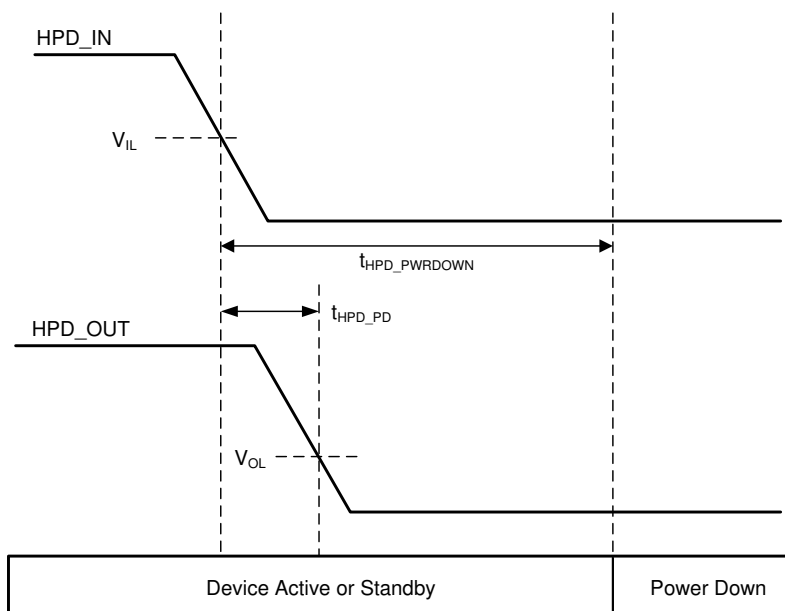 HPD_IN
V_IL
t_HPD_PWRDOWN
t_HPD_PD
HPD_OUT
V_OL
Device Active or Standby
Power Down